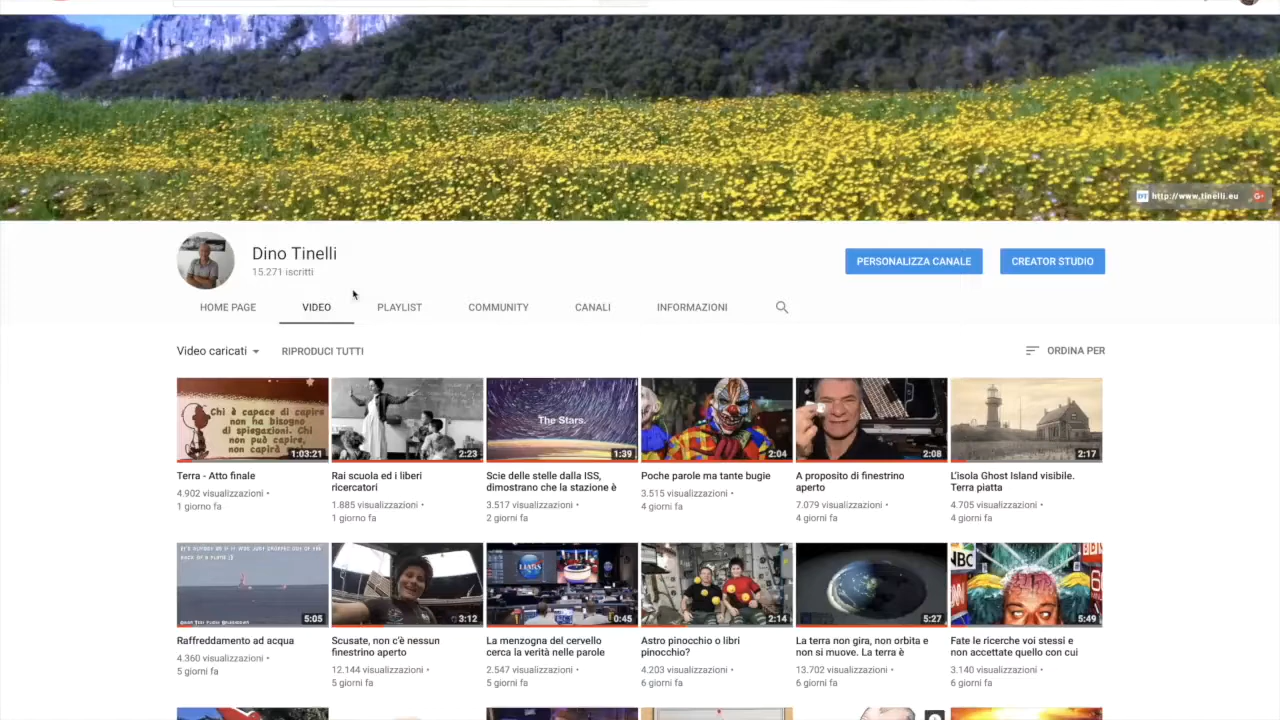 http://www.tinelli.eu
Dino Tinelli
15.271 iscritti
PERSONALIZZA CANALE
CREATOR STUDIO
HOME PAGE VIDEO PLAYLIST COMMUNITY CANALI INFORMAZIONI
Video caricati RIPRODUCI TUTTI
ORDINA PER
Chi è capace di capire
non ha bisogno
di spiegazioni. Chi
non può capire,
non capirà
The Stars.
1:03:21 2:23 1:39 2:04 2:08 2:17
Terra - Atto finale
4.902 visualizzazioni •
1 giorno fa
Rai scuola ed i liberi
ricercatori
1.885 visualizzazioni •
1 giorno fa
Scie delle stelle dalla ISS,
dimostrano che la stazione è
3.517 visualizzazioni •
2 giorni fa
Poche parole ma tante bugie
3.515 visualizzazioni •
4 giorni fa
A proposito di finestrino
aperto
7.079 visualizzazioni •
4 giorni fa
L'isola Ghost Island visibile.
Terra piatta
4.705 visualizzazioni •
4 giorni fa
LIARS
NBC
5:05 3:12 0:45 2:14 5:27 5:49
Raffreddamento ad acqua
4.360 visualizzazioni •
5 giorni fa
Scusate, non c'è nessun
finestrino aperto
12.144 visualizzazioni •
5 giorni fa
La menzogna del cervello
cerca la verità nelle parole
2.547 visualizzazioni •
5 giorni fa
Astro pinocchio o libri
pinocchio?
4.203 visualizzazioni •
6 giorni fa
La terra non gira, non orbita e
non si muove. La terra è
13.702 visualizzazioni •
6 giorni fa
Fate le ricerche voi stessi e
non accettate quello con cui
3.140 visualizzazioni •
6 giorni fa